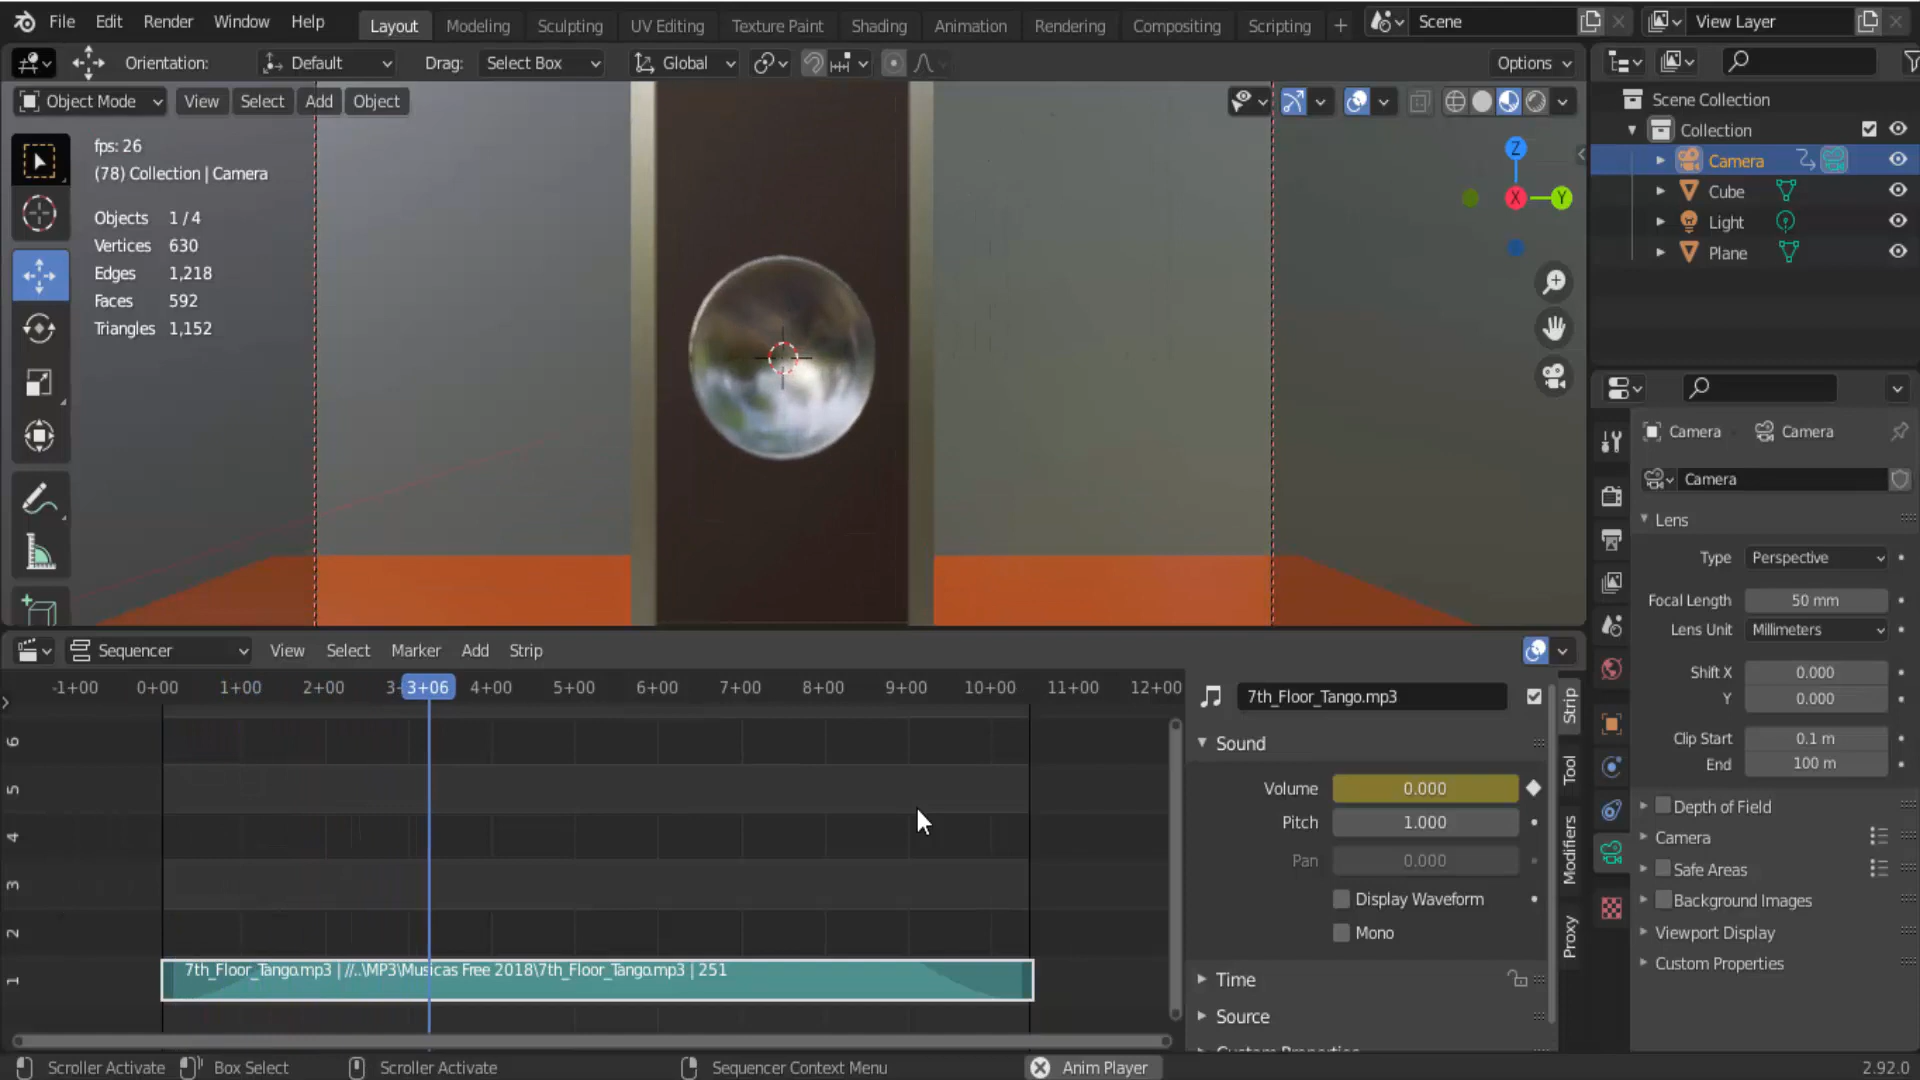 File Edit Render Window Help Layout Modeling Sculpting UV Editing Texture Paint Shading Animation Rendering Compositing Scripting + Scene View Layer
Orientation: Default Drag: Select Box Global Options
Object Mode View Select Add Object
fps: 26
(78) Collection | Camera
Objects 1 / 4
Vertices 630
Edges 1,218
Faces 592
Triangles 1,152
Z
X
Y
Scene Collection
Collection
Camera
Cube
Light
Plane
Camera Camera
Camera
Lens
Type Perspective
Focal Length 50 mm
Lens Unit Millimeters
Shift X 0.000
Y 0.000
Clip Start 0.1 m
End 100 m
Depth of Field
Camera
Safe Areas
Background Images
Viewport Display
Custom Properties
Sequencer View Select Marker Add Strip
-1+00 0+00 1+00 2+00 3+06 4+00 5+00 6+00 7+00 8+00 9+00 10+00 11+00 12+00
6
5
4
3
2
1
7th_Floor_Tango.mp3 | //..\MP3\Musicas Free 2018\7th_Floor_Tango.mp3 | 251
7th_Floor_Tango.mp3
Sound
Volume 0.000
Pitch 1.000
Pan 0.000
Display Waveform
Mono
Time
Source
Custom Properties
Strip
Tool
Modifiers
Proxy
Scroller Activate Box Select Scroller Activate Sequencer Context Menu Anim Player 2.92.0